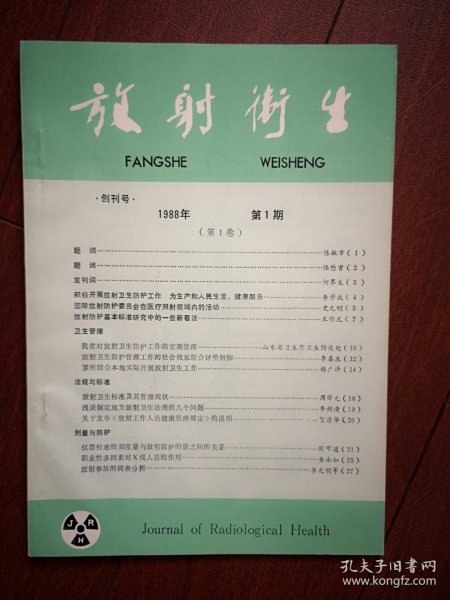 放射衛生
FANGSHE WEISHENG
·创刊号·
1988年 第1期
(第1卷)
题 词……陈敏章(1)
题 词……陆懋曾(2)
发刊词……何界生(3)
积极开展放射卫生防护工作 为生产和人民生活、健康服务……李学庆(4)
国际放射防护委员会在医疗照射领域内的活动……史元明(5)
放射防护基本标准研究中的一些新看法……王作元(7)
卫生管理
我省对放射卫生防护工作的宏观管理……山东省卫生厅卫生防疫处(10)
放射卫生防护管理工作的社会效果综合评价初探……李春生(12)
紧密结合本地实际开展放射卫生工作……杨广泽(14)
法规与标准
放射卫生标准及其管理现状……周舜元(16)
浅谈制定地方放射卫生法规的几个问题……李树清(19)
关于发布《放射工作人员健康管理规定》的说明……贺清华(20)
剂量与防护
仪器校准的刻度量与放射防护的量之间的关系……尉可道(21)
职业性多因素对X线人员的作用……查永如(25)
放射事故的调查分析……李元明等(27)
J R H
Journal of Radiological Health
孔夫子旧书网
www.kongfz.com